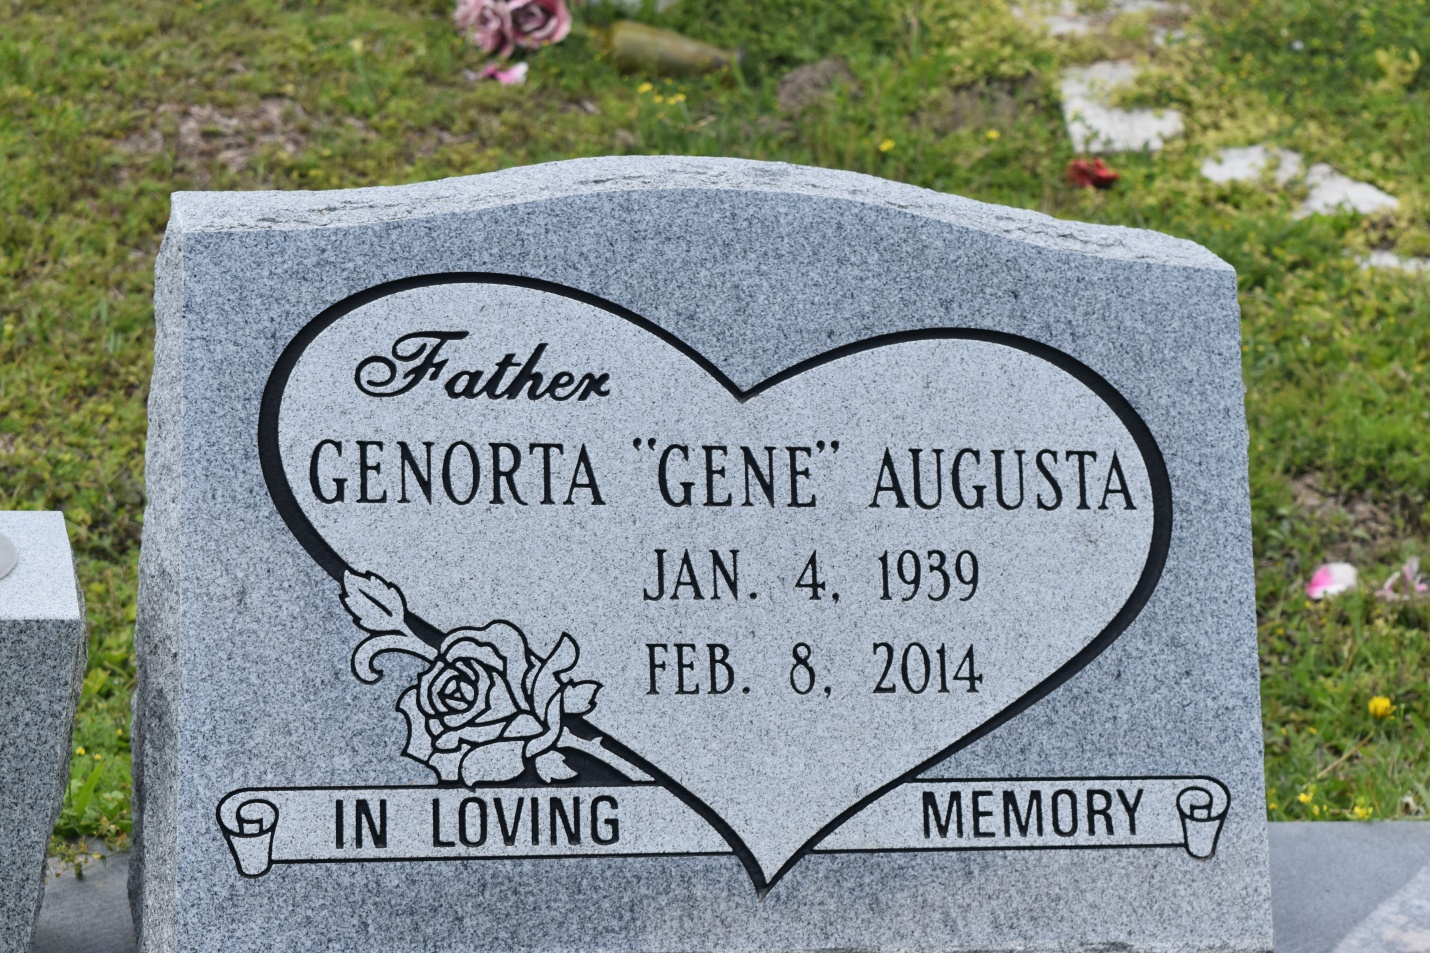 Father
GENORTA "GENE" AUGUSTA
JAN. 4, 1939
FEB. 8, 2014
IN LOVING MEMORY